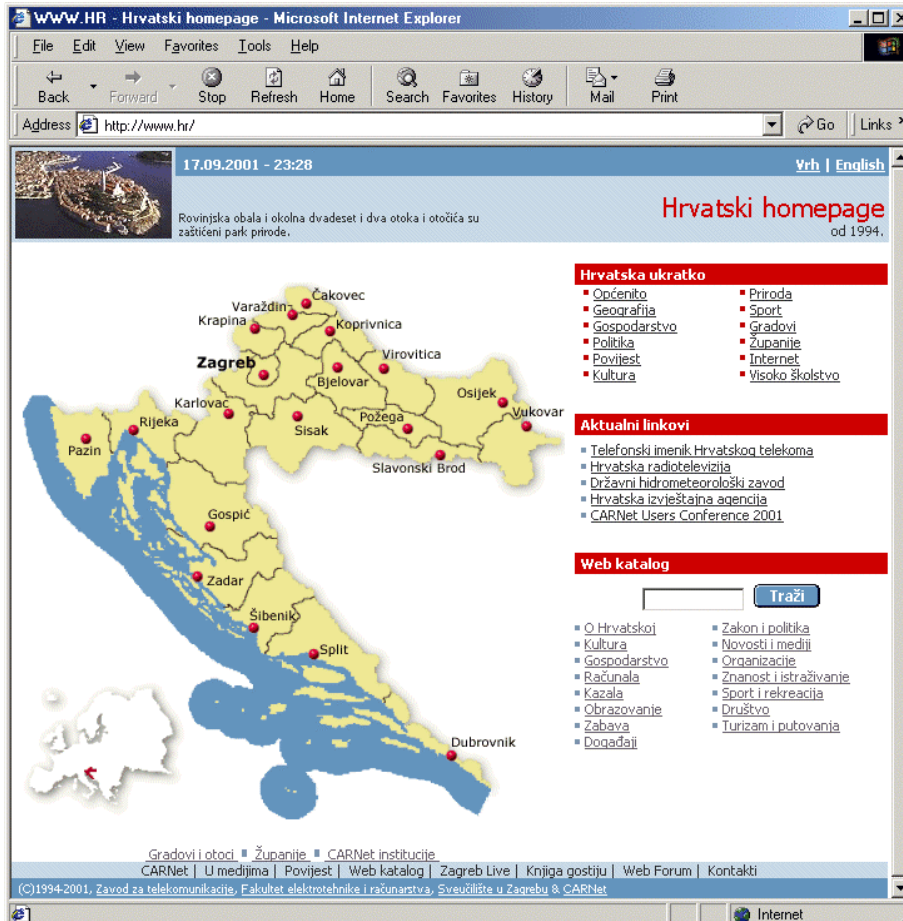 WWW.HR - Hrvatski homepage - Microsoft Internet Explorer
File Edit View Favorites Tools Help
Back Forward Stop Refresh Home Search Favorites History Mail Print
Address http://www.hr/ Go Links
17.09.2001 - 23:28 Vrh | English
Rovinjska obala i okolna dvadeset i dva otoka i otočića su
zaštićeni park prirode.
Hrvatski homepage
od 1994.
Čakovec
Varaždin
Krapina
Koprivnica
Virovitica
Zagreb
Bjelovar
Osijek
Karlovac
Požega
Vukovar
Rijeka
Sisak
Pazin
Slavonski Brod
Gospić
Zadar
Šibenik
Split
Dubrovnik
Hrvatska ukratko
Općenito Priroda
Geografija Sport
Gospodarstvo Gradovi
Politika Županije
Povijest Internet
Kultura Visoko školstvo
Aktualni linkovi
Telefonski imenik Hrvatskog telekoma
Hrvatska radiotelevizija
Državni hidrometeorološki zavod
Hrvatska izvještajna agencija
CARNet Users Conference 2001
Web katalog
Traži
O Hrvatskoj Zakon i politika
Kultura Novosti i mediji
Gospodarstvo Organizacije
Računala Znanost i istraživanje
Kazala Sport i rekreacija
Obrazovanje Društvo
Zabava Turizam i putovanja
Događaji
Gradovi i otoci Županije CARNet institucije
CARNet | U medijima | Povijest | Web katalog | Zagreb Live | Knjiga gostiju | Web Forum | Kontakti
(C)1994-2001, Zavod za telekomunikacije, Fakultet elektrotehnike i računarstva, Sveučilište u Zagrebu & CARNet
Internet